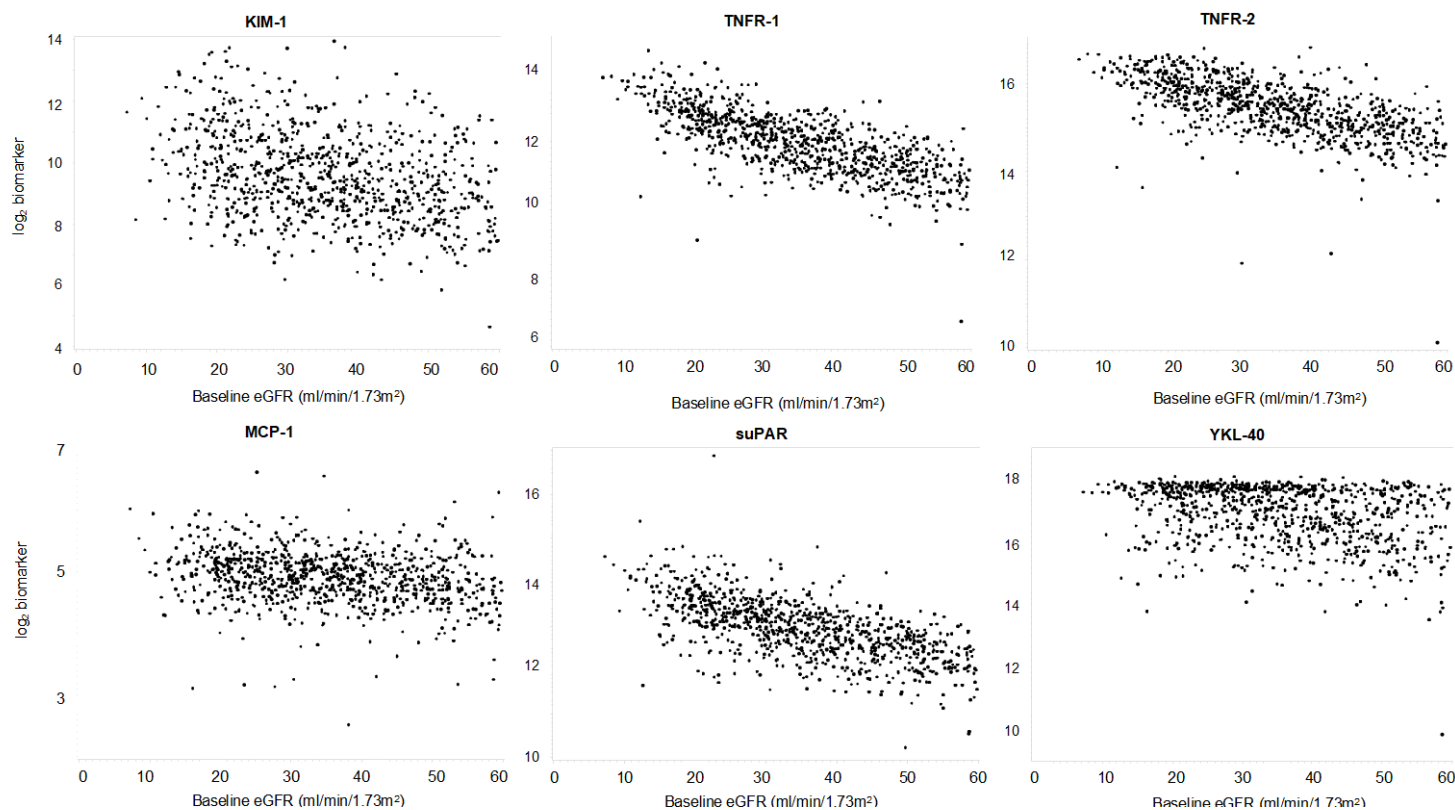 KIM-1
TNFR-1
TNFR-2
log₂ biomarker
14
12
10
8
6
4
0 10 20 30 40 50 60
Baseline eGFR (ml/min/1.73m²)
14
12
10
8
6
0 10 20 30 40 50 60
Baseline eGFR (ml/min/1.73m²)
16
14
12
10
0 10 20 30 40 50 60
Baseline eGFR (ml/min/1.73m²)
MCP-1
suPAR
YKL-40
log₂ biomarker
7
5
3
0 10 20 30 40 50 60
Baseline eGFR (ml/min/1.73m²)
16
14
12
10
0 10 20 30 40 50 60
Baseline eGFR (ml/min/1.73m²)
18
16
14
12
10
0 10 20 30 40 50 60
Baseline eGFR (ml/min/1.73m²)